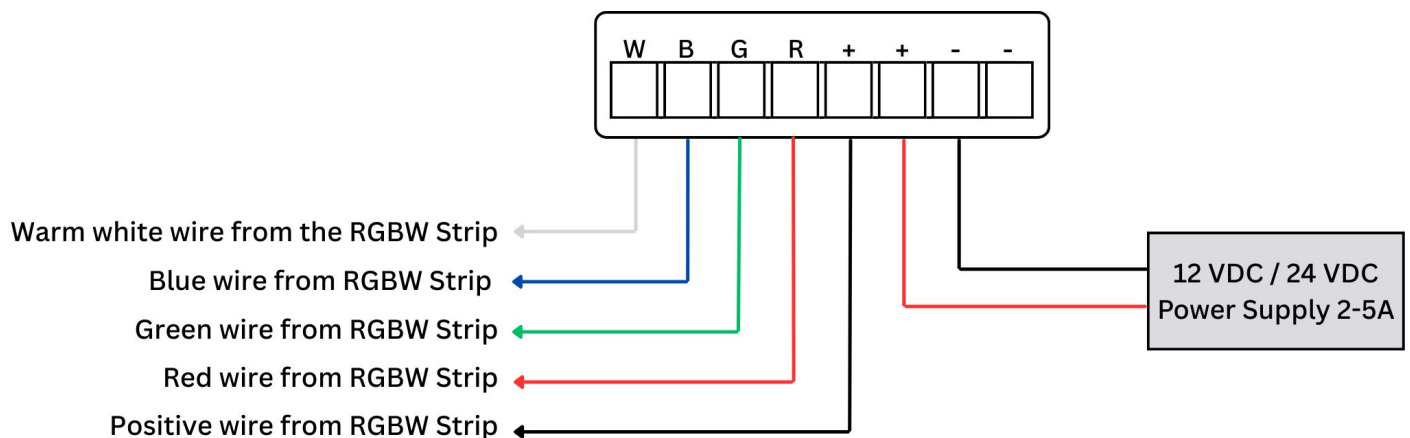 W B G R + + - -
Warm white wire from the RGBW Strip
Blue wire from RGBW Strip
Green wire from RGBW Strip
Red wire from RGBW Strip
Positive wire from RGBW Strip
12 VDC / 24 VDC
Power Supply 2-5A